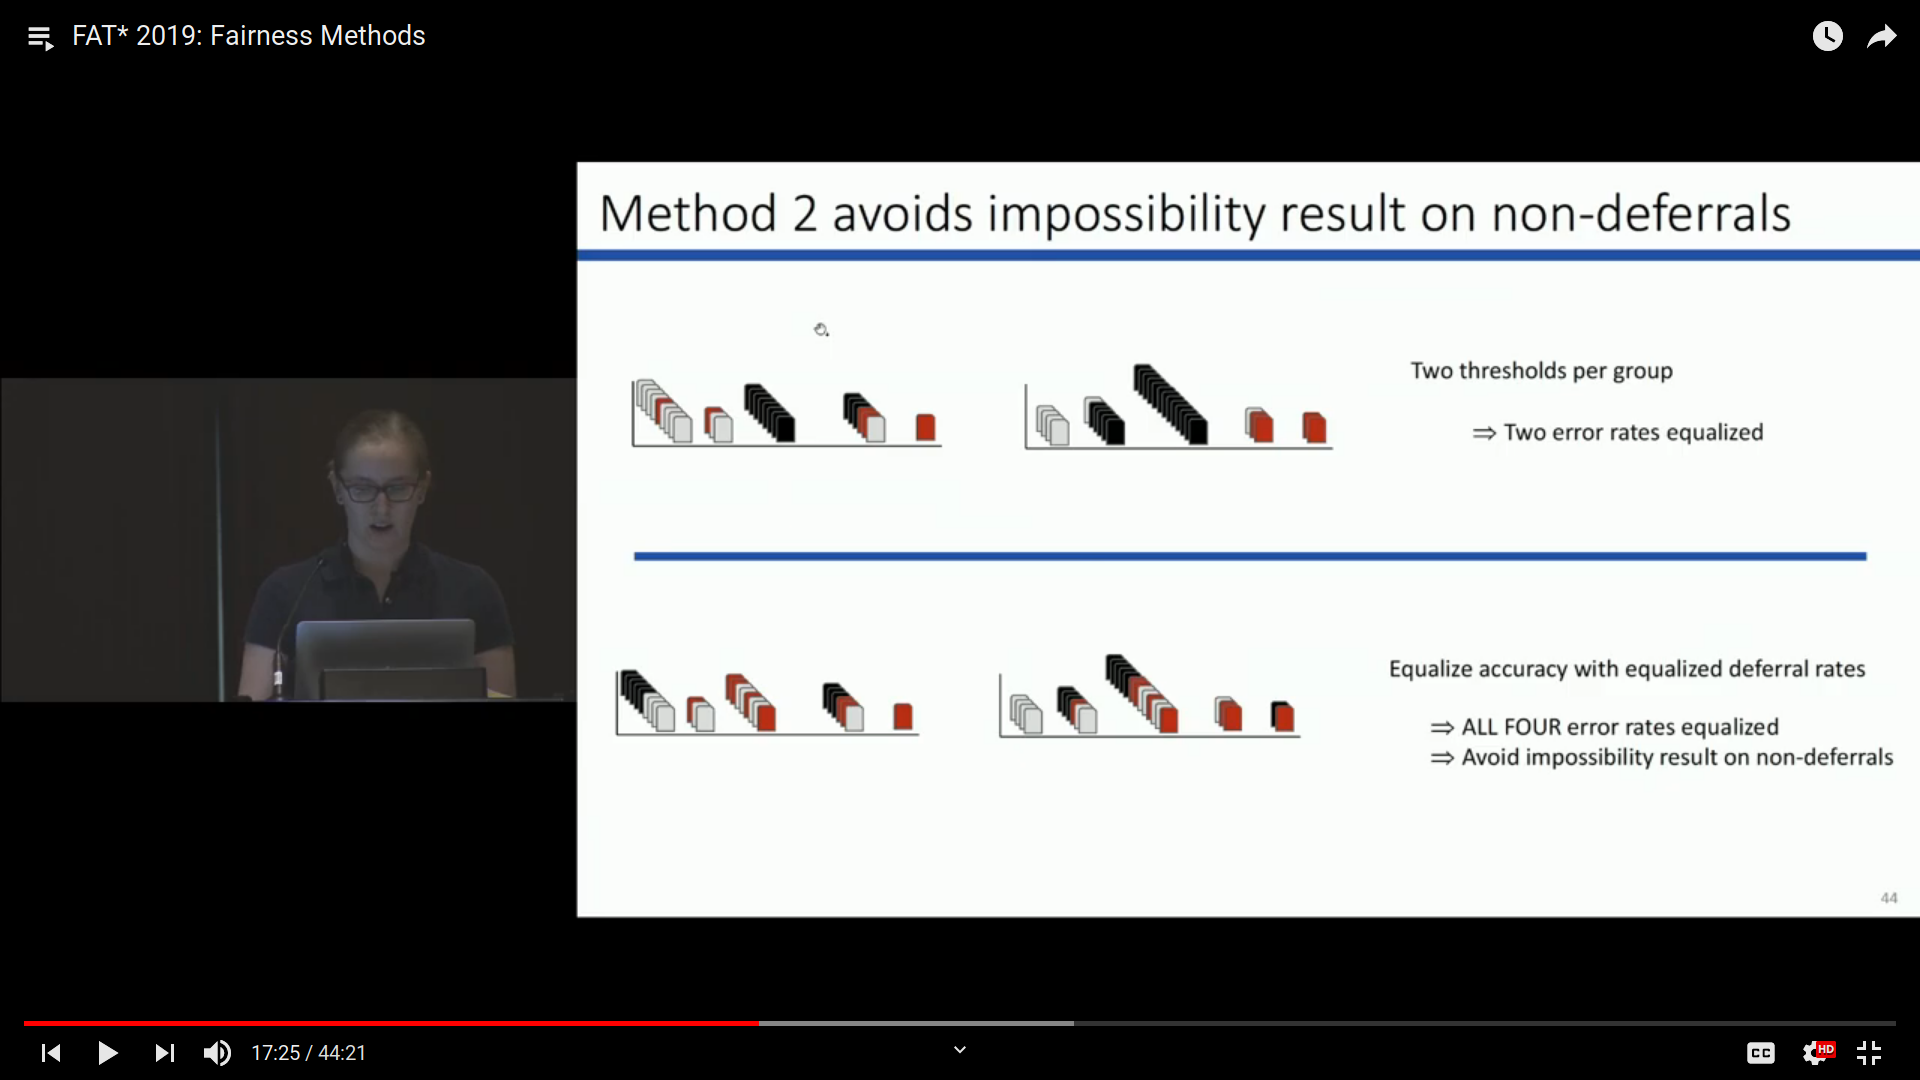 FAT* 2019: Fairness Methods
Method 2 avoids impossibility result on non-deferrals
Two thresholds per group
⇒ Two error rates equalized
Equalize accuracy with equalized deferral rates
⇒ ALL FOUR error rates equalized
⇒ Avoid impossibility result on non-deferrals
44
17:25 / 44:21
CC
HD